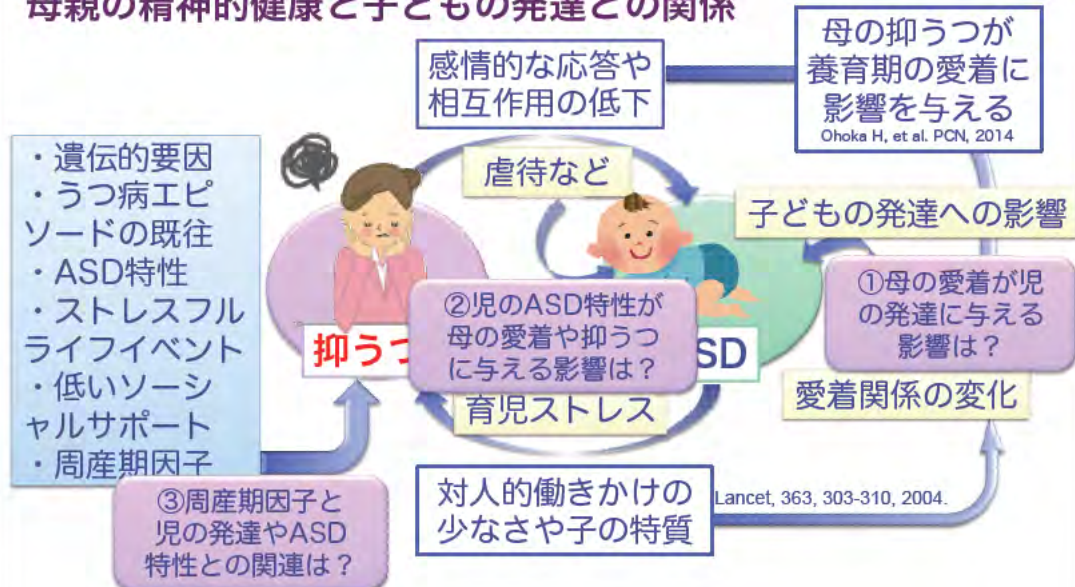 母親の精神的健康と子どもの発達との関係
感情的な応答や
相互作用の低下
母の抑うつが
養育期の愛着に
影響を与える
Ohoka H, et al. PCN, 2014
・遺伝的要因
・うつ病エピ
ソードの既往
・ASD特性
・ストレスフル
ライフイベント
・低いソーシ
ャルサポート
・周産期因子
虐待など
子どもの発達への影響
①母の愛着が児
の発達に与える
影響は？
②児のASD特性が
母の愛着や抑うつ
に与える影響は？
抑うつ
SD
育児ストレス
愛着関係の変化
③周産期因子と
児の発達やASD
特性との関連は？
対人的働きかけの
少なさや子の特質
Lancet, 363, 303-310, 2004.